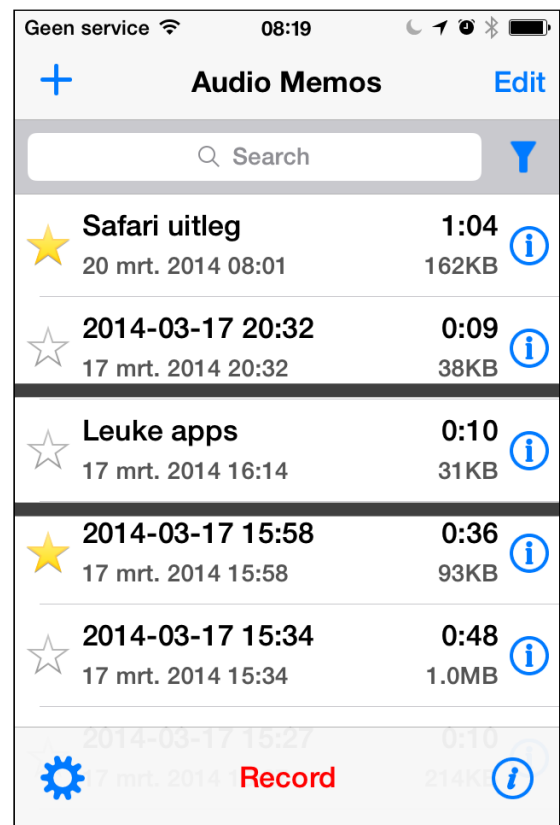 Geen service 08:19
+ Audio Memos Edit
Search
Safari uitleg 1:04
20 mrt. 2014 08:01 162KB
2014-03-17 20:32 0:09
17 mrt. 2014 20:32 38KB
Leuke apps 0:10
17 mrt. 2014 16:14 31KB
2014-03-17 15:58 0:36
17 mrt. 2014 15:58 93KB
2014-03-17 15:34 0:48
17 mrt. 2014 15:34 1.0MB
2014-03-17 15:27 0:10
17 mrt. 2014 Record 214K